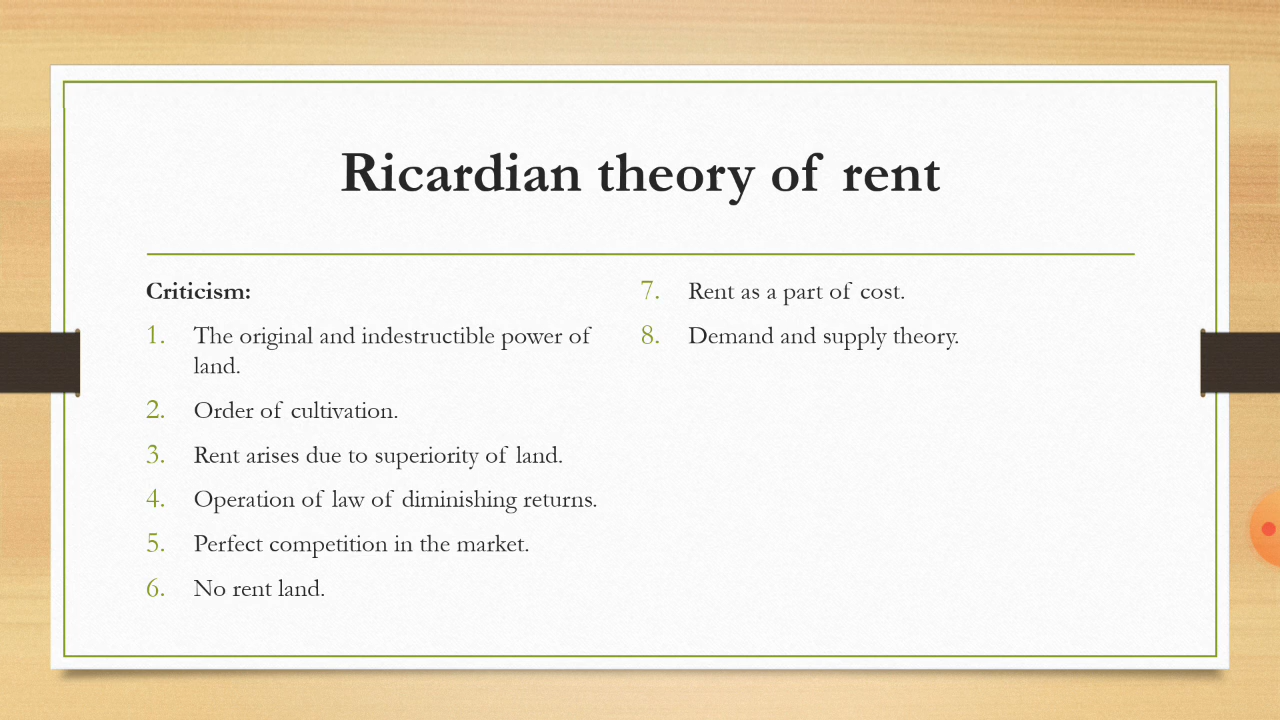 Ricardian theory of rent
Criticism:
1. The original and indestructible power of
land.
2. Order of cultivation.
3. Rent arises due to superiority of land.
4. Operation of law of diminishing returns.
5. Perfect competition in the market.
6. No rent land.
7. Rent as a part of cost.
8. Demand and supply theory.